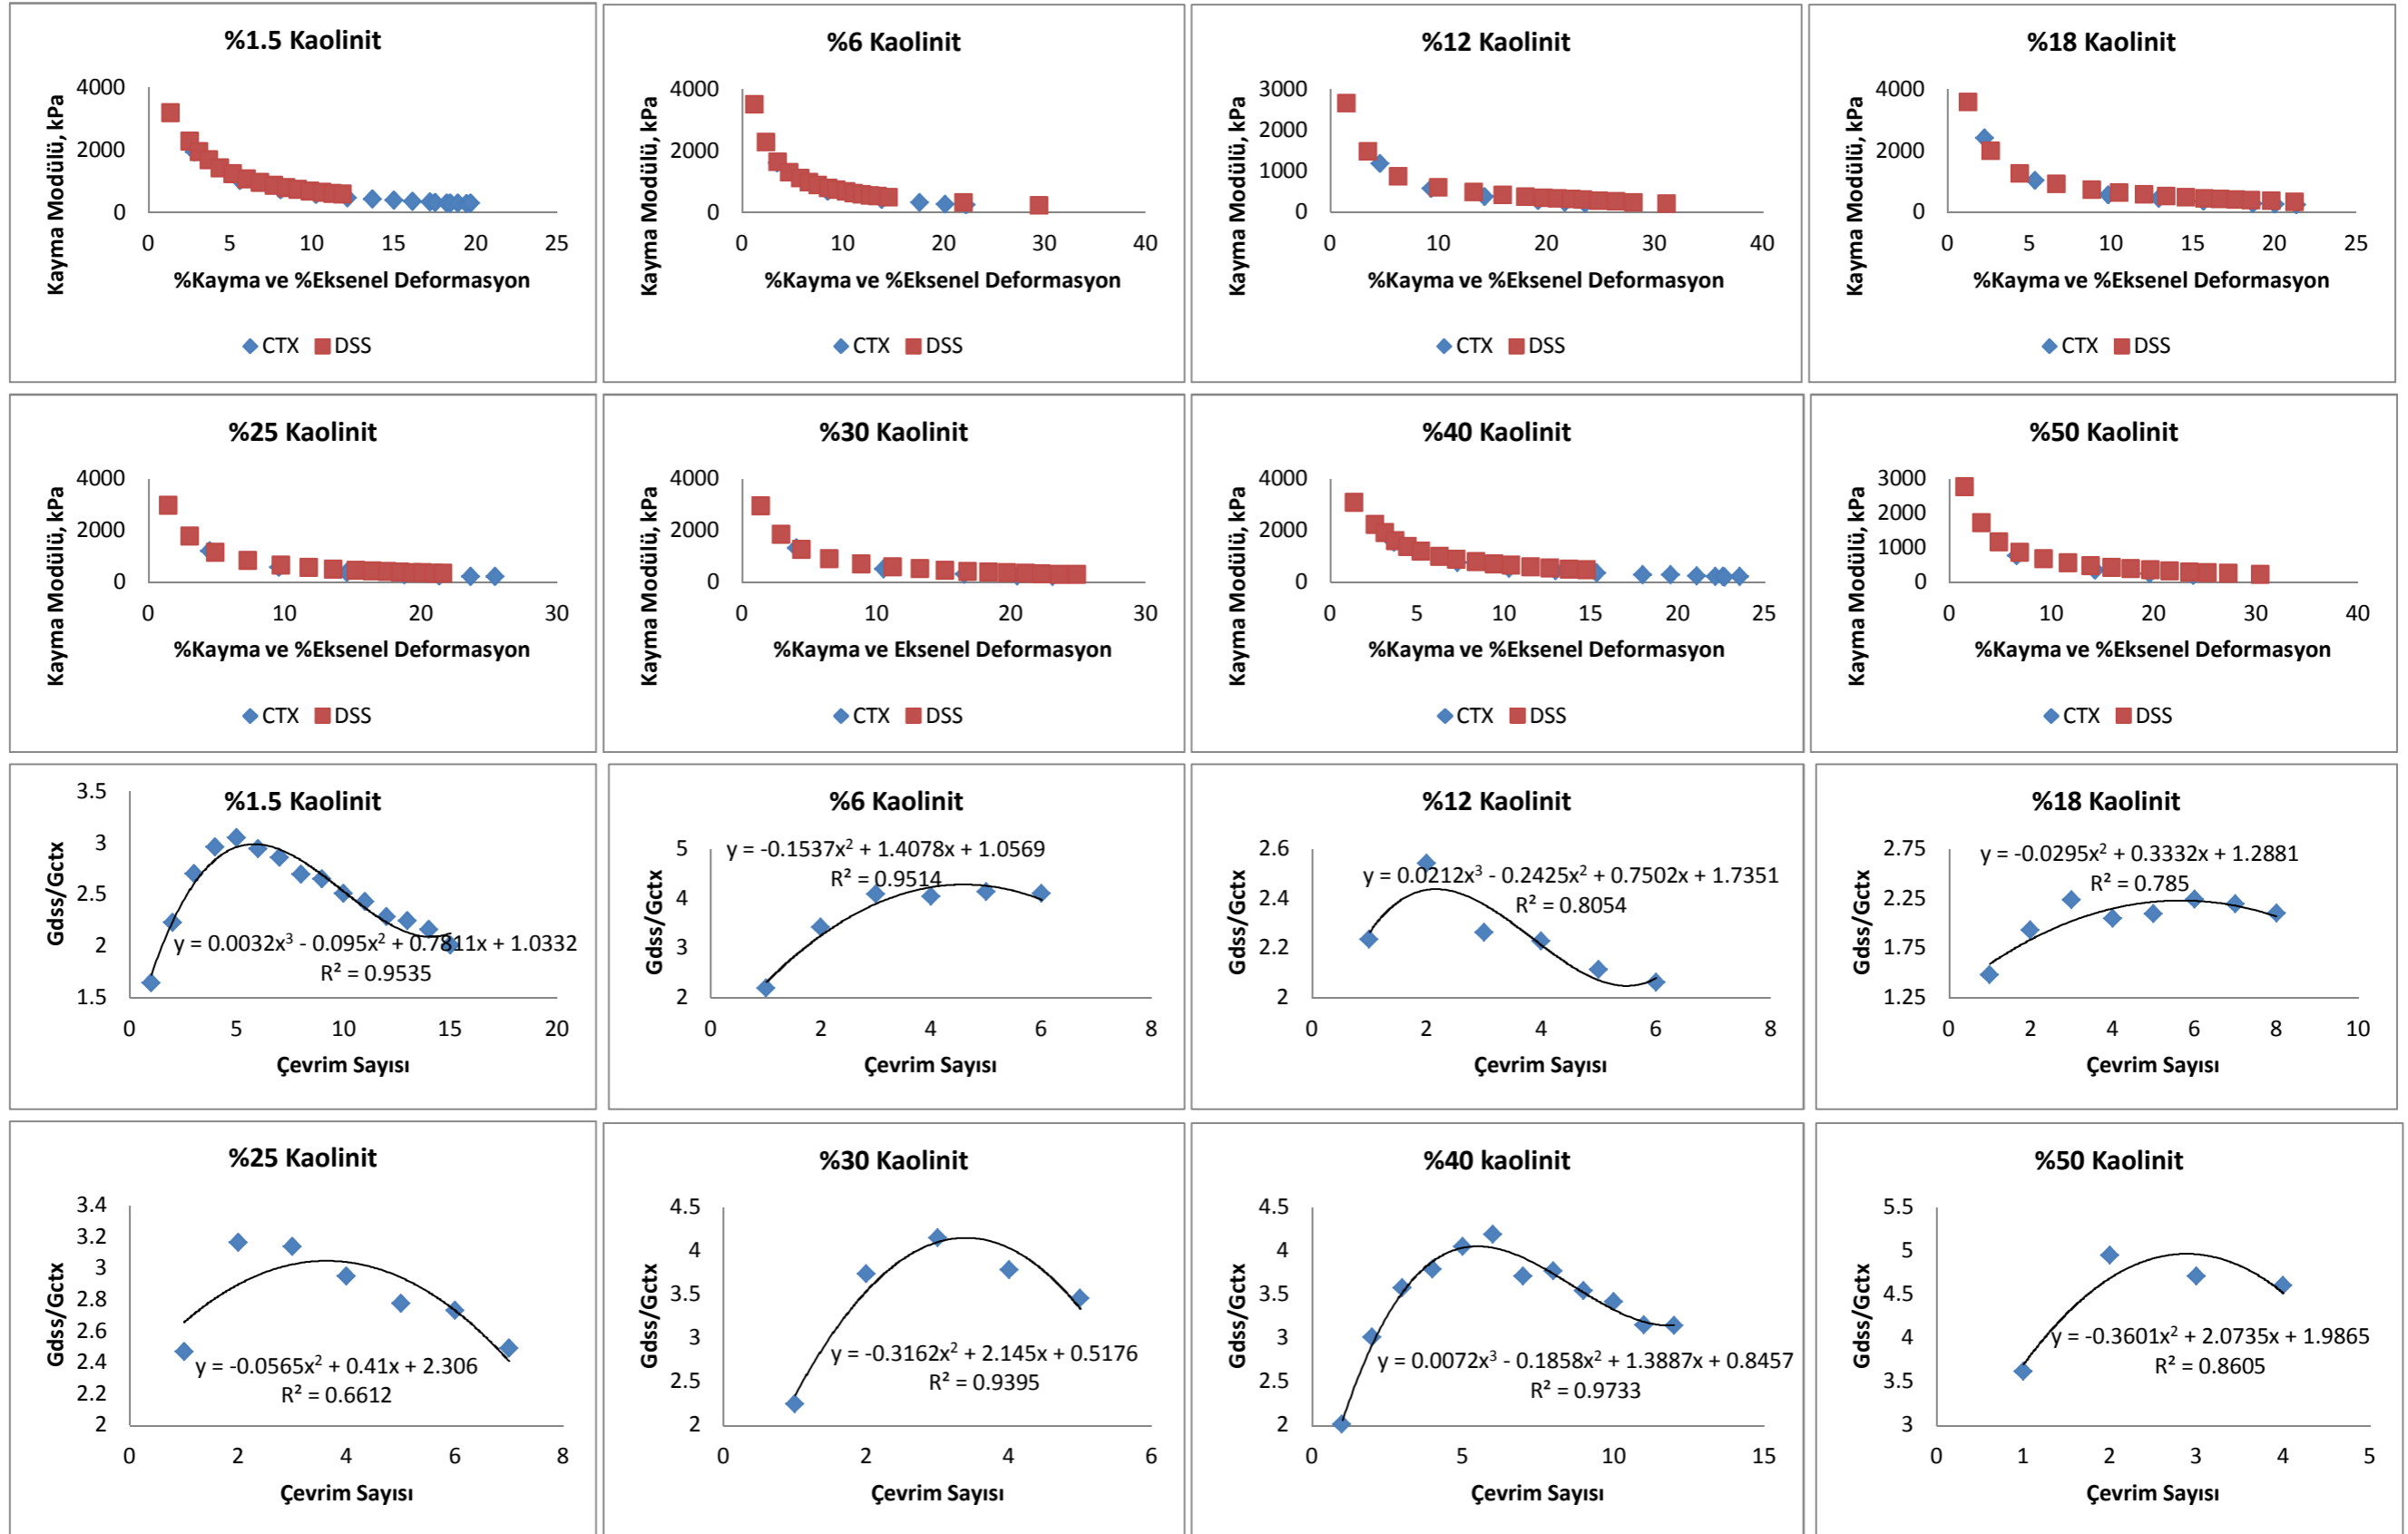 %1.5 Kaolinit
Kayma Modülü, kPa
4000
2000
0
0 5 10 15 20 25
%Kayma ve %Eksenel Deformasyon
CTX DSS
%6 Kaolinit
Kayma Modülü, kPa
4000
2000
0
0 10 20 30 40
%Kayma ve %Eksenel Deformasyon
CTX DSS
%12 Kaolinit
Kayma Modülü, kPa
3000
2000
1000
0
0 10 20 30 40
%Kayma ve %Eksenel Deformasyon
CTX DSS
%18 Kaolinit
Kayma Modülü, kPa
4000
2000
0
0 5 10 15 20 25
%Kayma ve %Eksenel Deformasyon
CTX DSS
%25 Kaolinit
Kayma Modülü, kPa
4000
2000
0
0 10 20 30
%Kayma ve %Eksenel Deformasyon
CTX DSS
%30 Kaolinit
Kayma Modülü, kPa
4000
2000
0
0 10 20 30
%Kayma ve Eksenel Deformasyon
CTX DSS
%40 Kaolinit
Kayma Modülü, kPa
4000
2000
0
0 5 10 15 20 25
%Kayma ve %Eksenel Deformasyon
CTX DSS
%50 Kaolinit
Kayma Modülü, kPa
3000
2000
1000
0
0 10 20 30 40
%Kayma ve %Eksenel Deformasyon
CTX DSS
%1.5 Kaolinit
Gdss/Gctx
3.5
3
2.5
2
1.5
y = 0.0032x³ - 0.095x² + 0.7811x + 1.0332
R² = 0.9535
0 5 10 15 20
Çevrim Sayısı
%6 Kaolinit
Gdss/Gctx
5
4
3
2
y = -0.1537x² + 1.4078x + 1.0569
R² = 0.9514
0 2 4 6 8
Çevrim Sayısı
%12 Kaolinit
Gdss/Gctx
2.6
2.4
2.2
2
y = 0.0212x³ - 0.2425x² + 0.7502x + 1.7351
R² = 0.8054
0 2 4 6 8
Çevrim Sayısı
%18 Kaolinit
Gdss/Gctx
2.75
2.25
1.75
1.25
y = -0.0295x² + 0.3332x + 1.2881
R² = 0.785
0 2 4 6 8 10
Çevrim Sayısı
%25 Kaolinit
Gdss/Gctx
3.4
3.2
3
2.8
2.6
2.4
2.2
2
y = -0.0565x² + 0.41x + 2.306
R² = 0.6612
0 2 4 6 8
Çevrim Sayısı
%30 Kaolinit
Gdss/Gctx
4.5
4
3.5
3
2.5
2
y = -0.3162x² + 2.145x + 0.5176
R² = 0.9395
0 2 4 6
Çevrim Sayısı
%40 kaolinit
Gdss/Gctx
4.5
4
3.5
3
2.5
2
y = 0.0072x³ - 0.1858x² + 1.3887x + 0.8457
R² = 0.9733
0 5 10 15
Çevrim Sayısı
%50 Kaolinit
Gdss/Gctx
5.5
5
4.5
4
3.5
3
y = -0.3601x² + 2.0735x + 1.9865
R² = 0.8605
0 1 2 3 4 5
Çevrim Sayısı